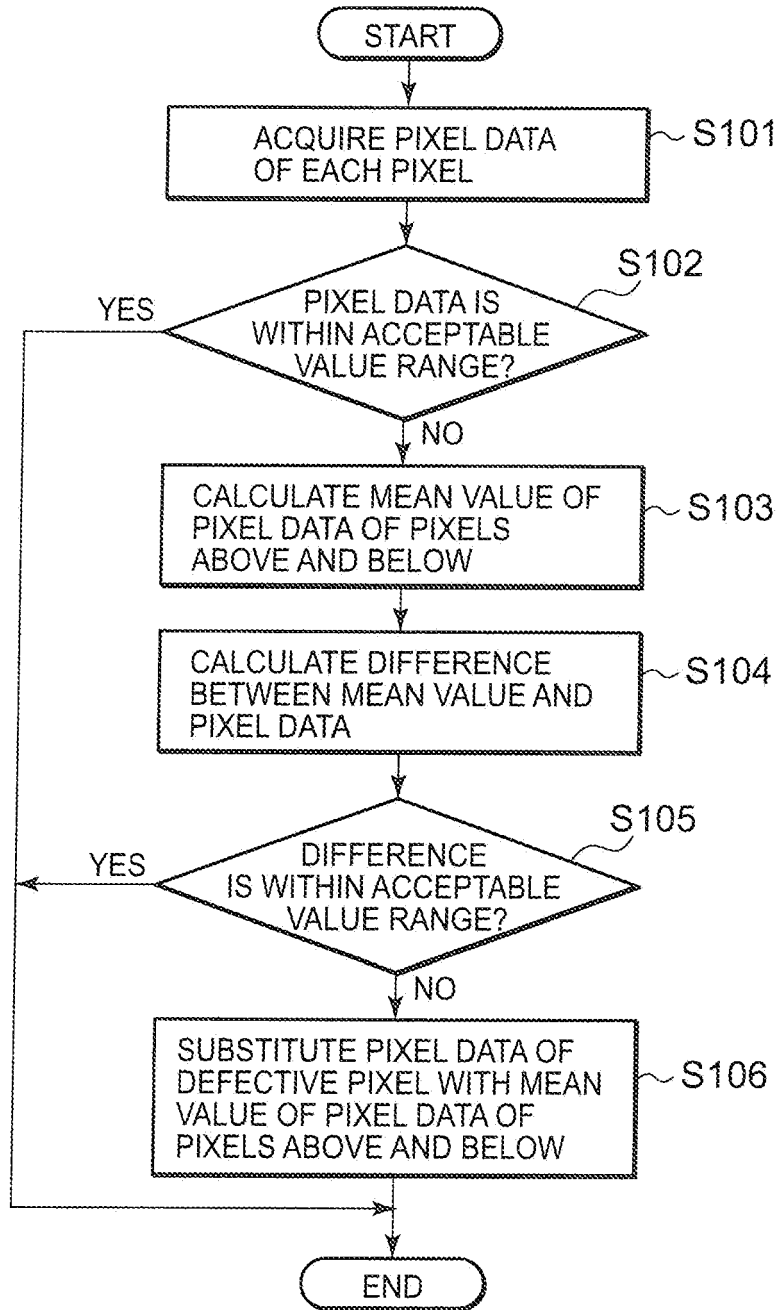 START
ACQUIRE PIXEL DATA
OF EACH PIXEL
S101
S102
PIXEL DATA IS
WITHIN ACCEPTABLE
VALUE RANGE?
YES
NO
CALCULATE MEAN VALUE OF
PIXEL DATA OF PIXELS
ABOVE AND BELOW
S103
CALCULATE DIFFERENCE
BETWEEN MEAN VALUE AND
PIXEL DATA
S104
S105
DIFFERENCE
IS WITHIN ACCEPTABLE
VALUE RANGE?
YES
NO
SUBSTITUTE PIXEL DATA OF
DEFECTIVE PIXEL WITH MEAN
VALUE OF PIXEL DATA OF
PIXELS ABOVE AND BELOW
S106
END